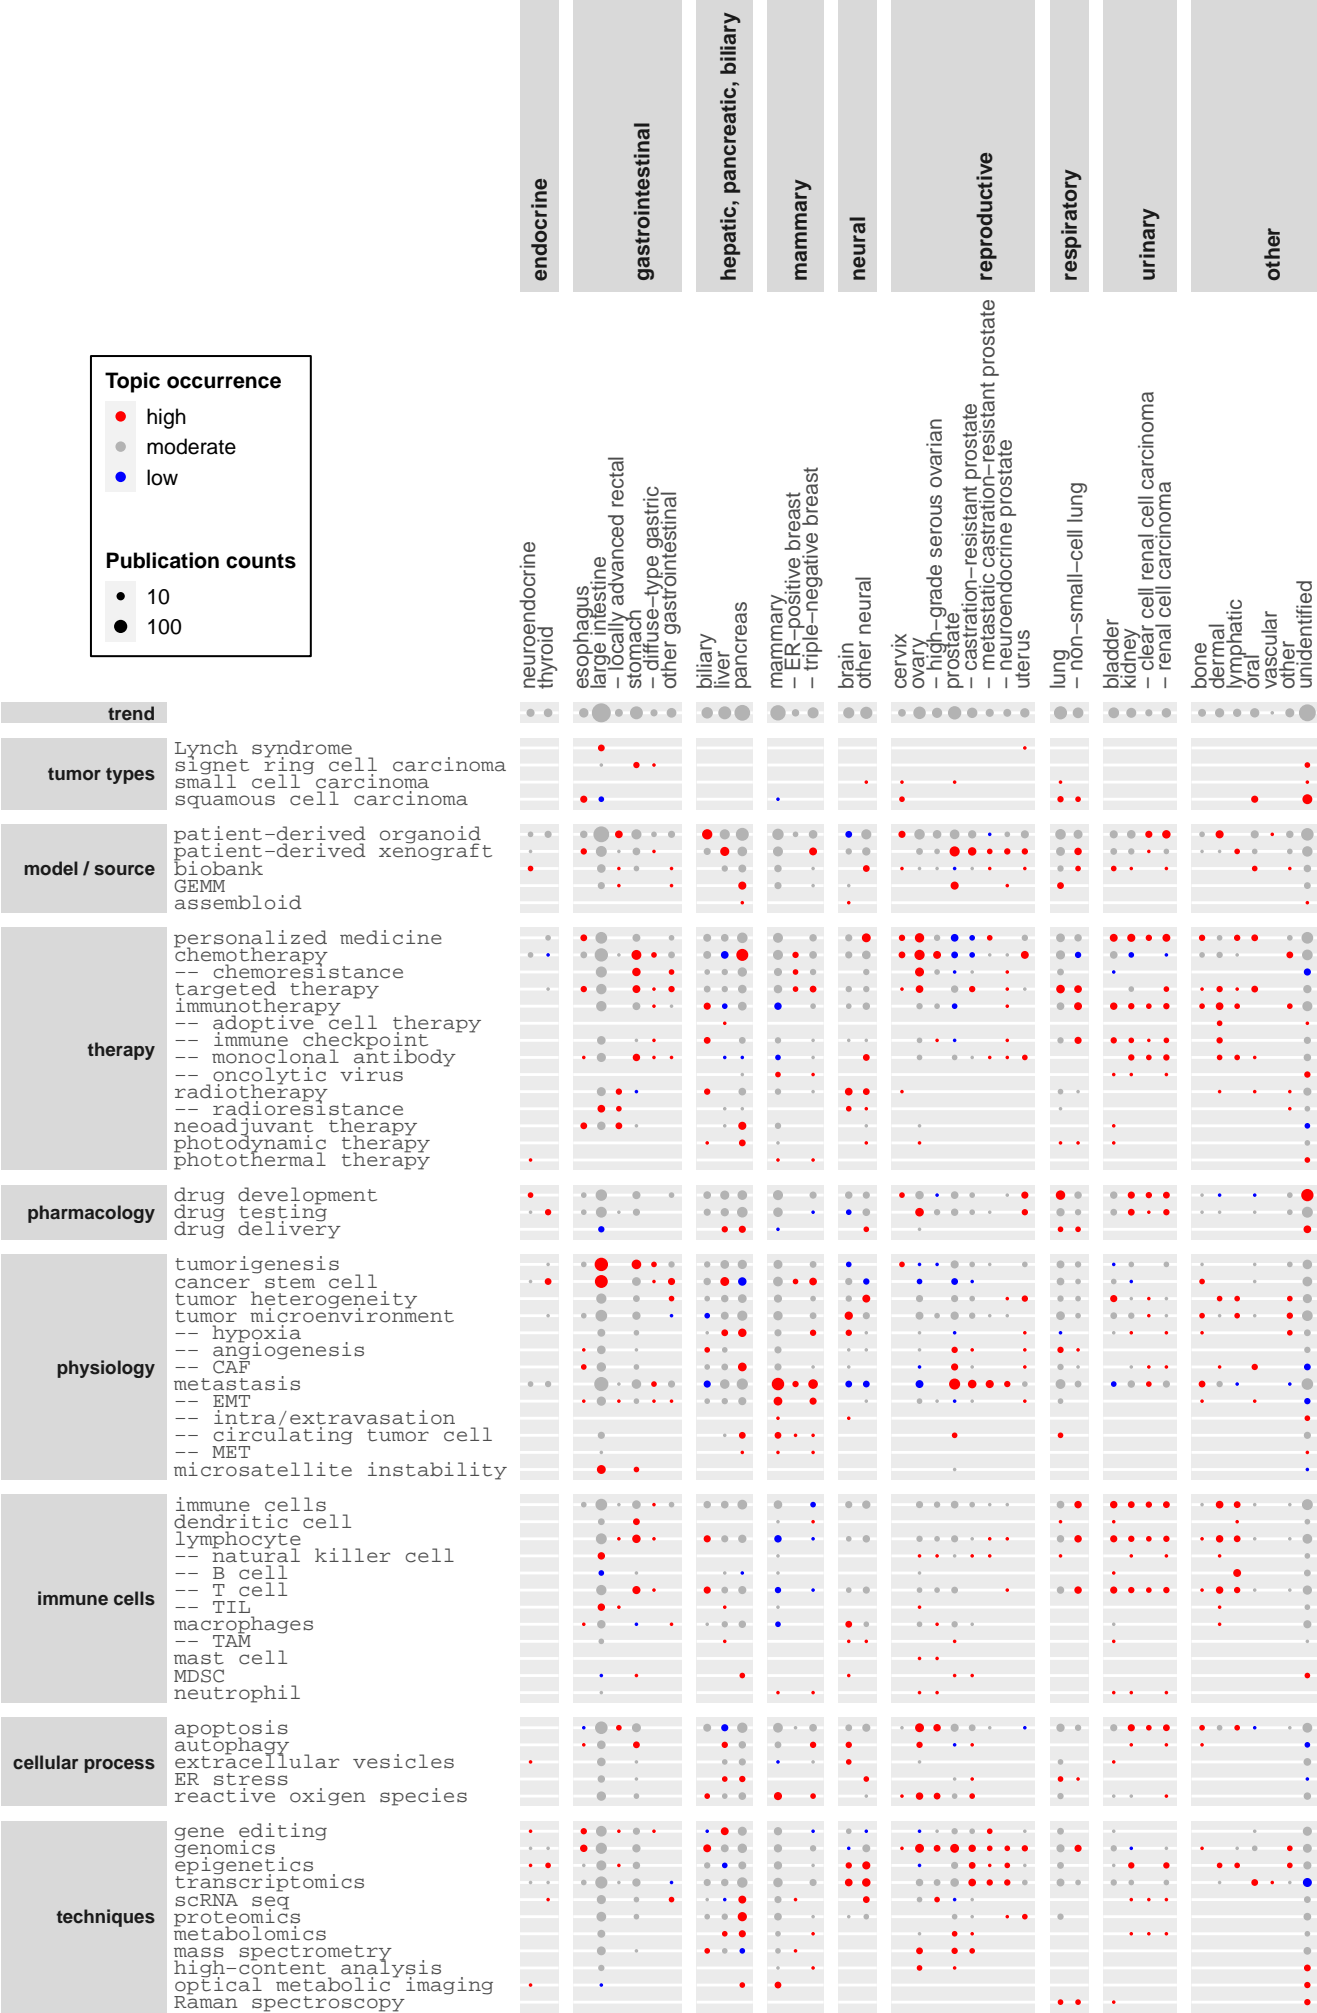 endocrine
gastrointestinal
hepatic, pancreatic, biliary
mammary
neural
reproductive
respiratory
urinary
other
Topic occurrence
high
moderate
low
Publication counts
10
100
neuroendocrine
thyroid
esophagus
large intestine
– locally advanced rectal
stomach
– diffuse–type gastric
other gastrointestinal
biliary
liver
pancreas
mammary
– ER–positive breast
– triple–negative breast
brain
other neural
cervix
ovary
– high–grade serous ovarian
prostate
– castration–resistant prostate
– metastatic castration–resistant prostate
– neuroendocrine prostate
uterus
lung
– non–small–cell lung
bladder
kidney
– clear cell renal cell carcinoma
– renal cell carcinoma
bone
dermal
lymphatic
oral
vascular
other
unidentified
trend
tumor types
Lynch syndrome
signet ring cell carcinoma
small cell carcinoma
squamous cell carcinoma
model / source
patient-derived organoid
patient-derived xenograft
biobank
GEMM
assembloid
therapy
personalized medicine
chemotherapy
-- chemoresistance
targeted therapy
immunotherapy
-- adoptive cell therapy
-- immune checkpoint
-- monoclonal antibody
-- oncolytic virus
radiotherapy
-- radioresistance
neoadjuvant therapy
photodynamic therapy
photothermal therapy
pharmacology
drug development
drug testing
drug delivery
physiology
tumorigenesis
cancer stem cell
tumor heterogeneity
tumor microenvironment
-- hypoxia
-- angiogenesis
-- CAF
metastasis
-- EMT
-- intra/extravasation
-- circulating tumor cell
-- MET
microsatellite instability
immune cells
immune cells
dendritic cell
lymphocyte
-- natural killer cell
-- B cell
-- T cell
-- TIL
macrophages
-- TAM
mast cell
MDSC
neutrophil
cellular process
apoptosis
autophagy
extracellular vesicles
ER stress
reactive oxigen species
techniques
gene editing
genomics
epigenetics
transcriptomics
scRNA seq
proteomics
metabolomics
mass spectrometry
high-content analysis
optical metabolic imaging
Raman spectroscopy